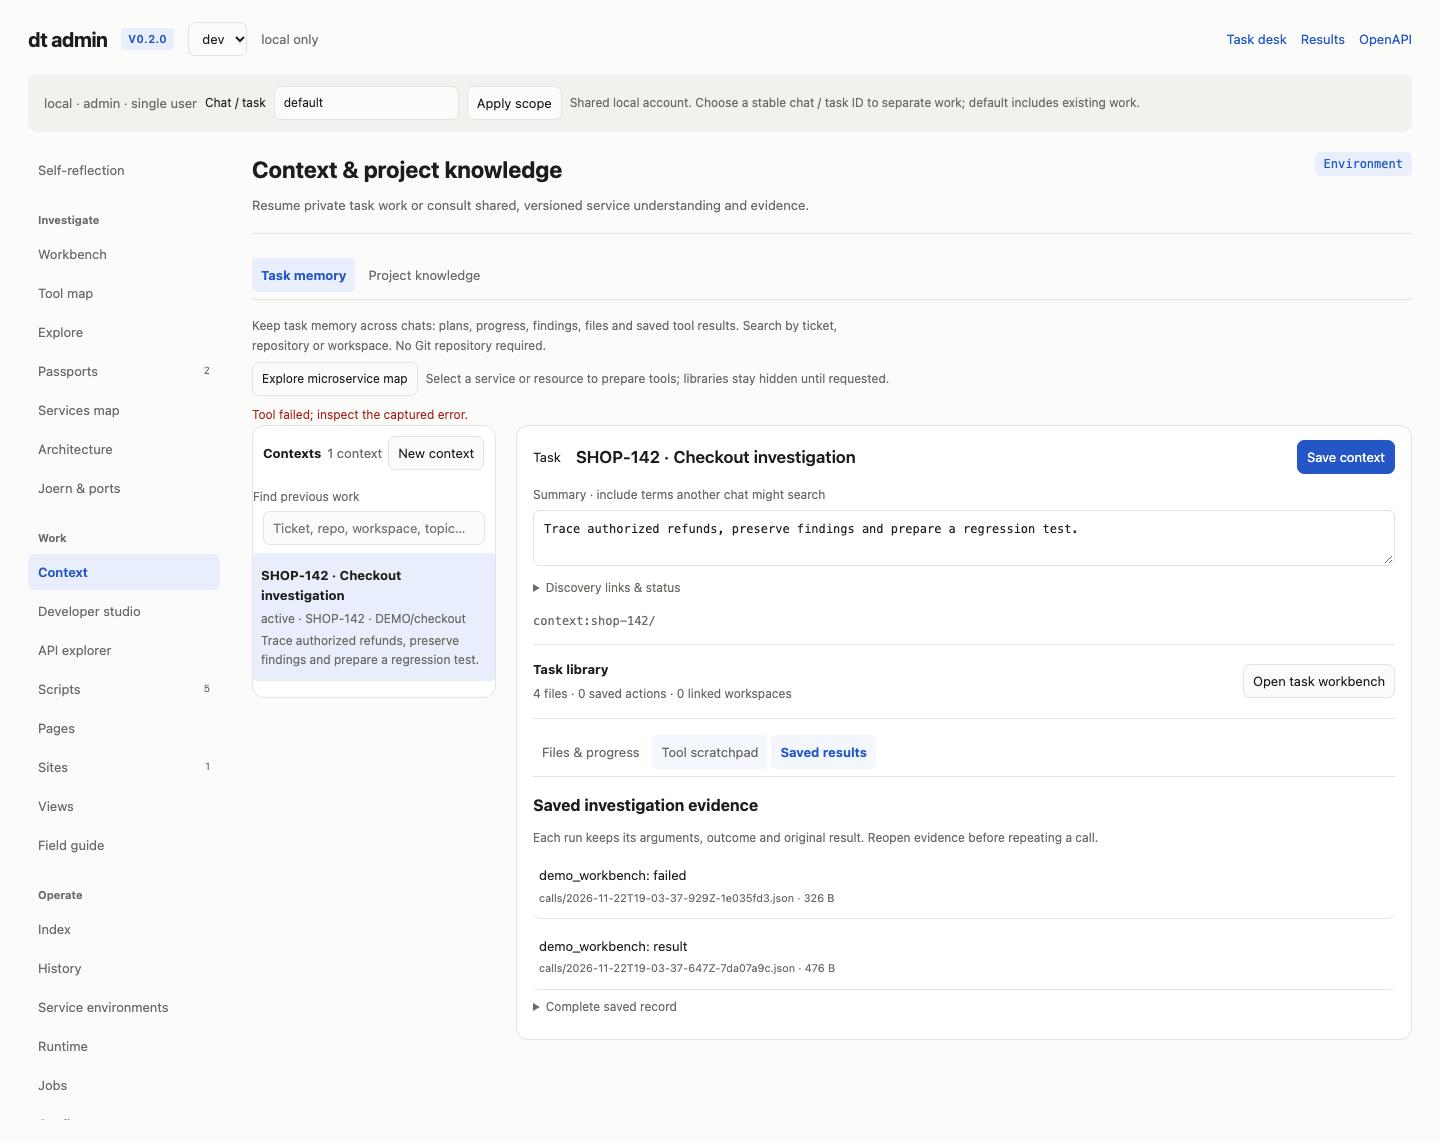 dt admin
V0.2.0
dev
local only
Task desk
Results
OpenAPI
local · admin · single user
Chat / task
default
Apply scope
Shared local account. Choose a stable chat / task ID to separate work; default includes existing work.
Self-reflection
Investigate
Workbench
Tool map
Explore
Passports 2
Services map
Architecture
Joern & ports
Work
Context
Developer studio
API explorer
Scripts 5
Pages
Sites 1
Views
Field guide
Operate
Index
History
Service environments
Runtime
Jobs
Context & project knowledge
Environment
Resume private task work or consult shared, versioned service understanding and evidence.
Task memory
Project knowledge
Keep task memory across chats: plans, progress, findings, files and saved tool results. Search by ticket,
repository or workspace. No Git repository required.
Explore microservice map
Select a service or resource to prepare tools; libraries stay hidden until requested.
Tool failed; inspect the captured error.
Contexts 1 context
New context
Find previous work
Ticket, repo, workspace, topic...
SHOP-142 · Checkout
investigation
active · SHOP-142 · DEMO/checkout
Trace authorized refunds, preserve
findings and prepare a regression test.
Task SHOP-142 · Checkout investigation
Save context
Summary · include terms another chat might search
Trace authorized refunds, preserve findings and prepare a regression test.
Discovery links & status
context:shop-142/
Task library
4 files · 0 saved actions · 0 linked workspaces
Open task workbench
Files & progress
Tool scratchpad
Saved results
Saved investigation evidence
Each run keeps its arguments, outcome and original result. Reopen evidence before repeating a call.
demo_workbench: failed
calls/2026-11-22T19-03-37-929Z-1e035fd3.json · 326 B
demo_workbench: result
calls/2026-11-22T19-03-37-647Z-7da07a9c.json · 476 B
Complete saved record